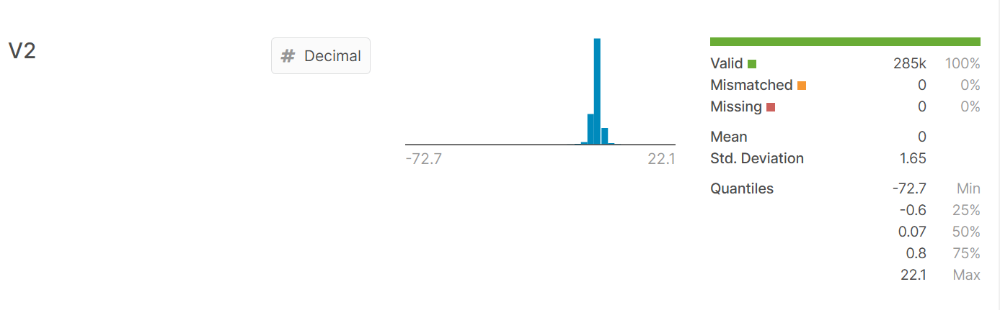 V2
# Decimal
-72.7 22.1
Valid 285k 100%
Mismatched 0 0%
Missing 0 0%
Mean 0
Std. Deviation 1.65
Quantiles -72.7 Min
-0.6 25%
0.07 50%
0.8 75%
22.1 Max